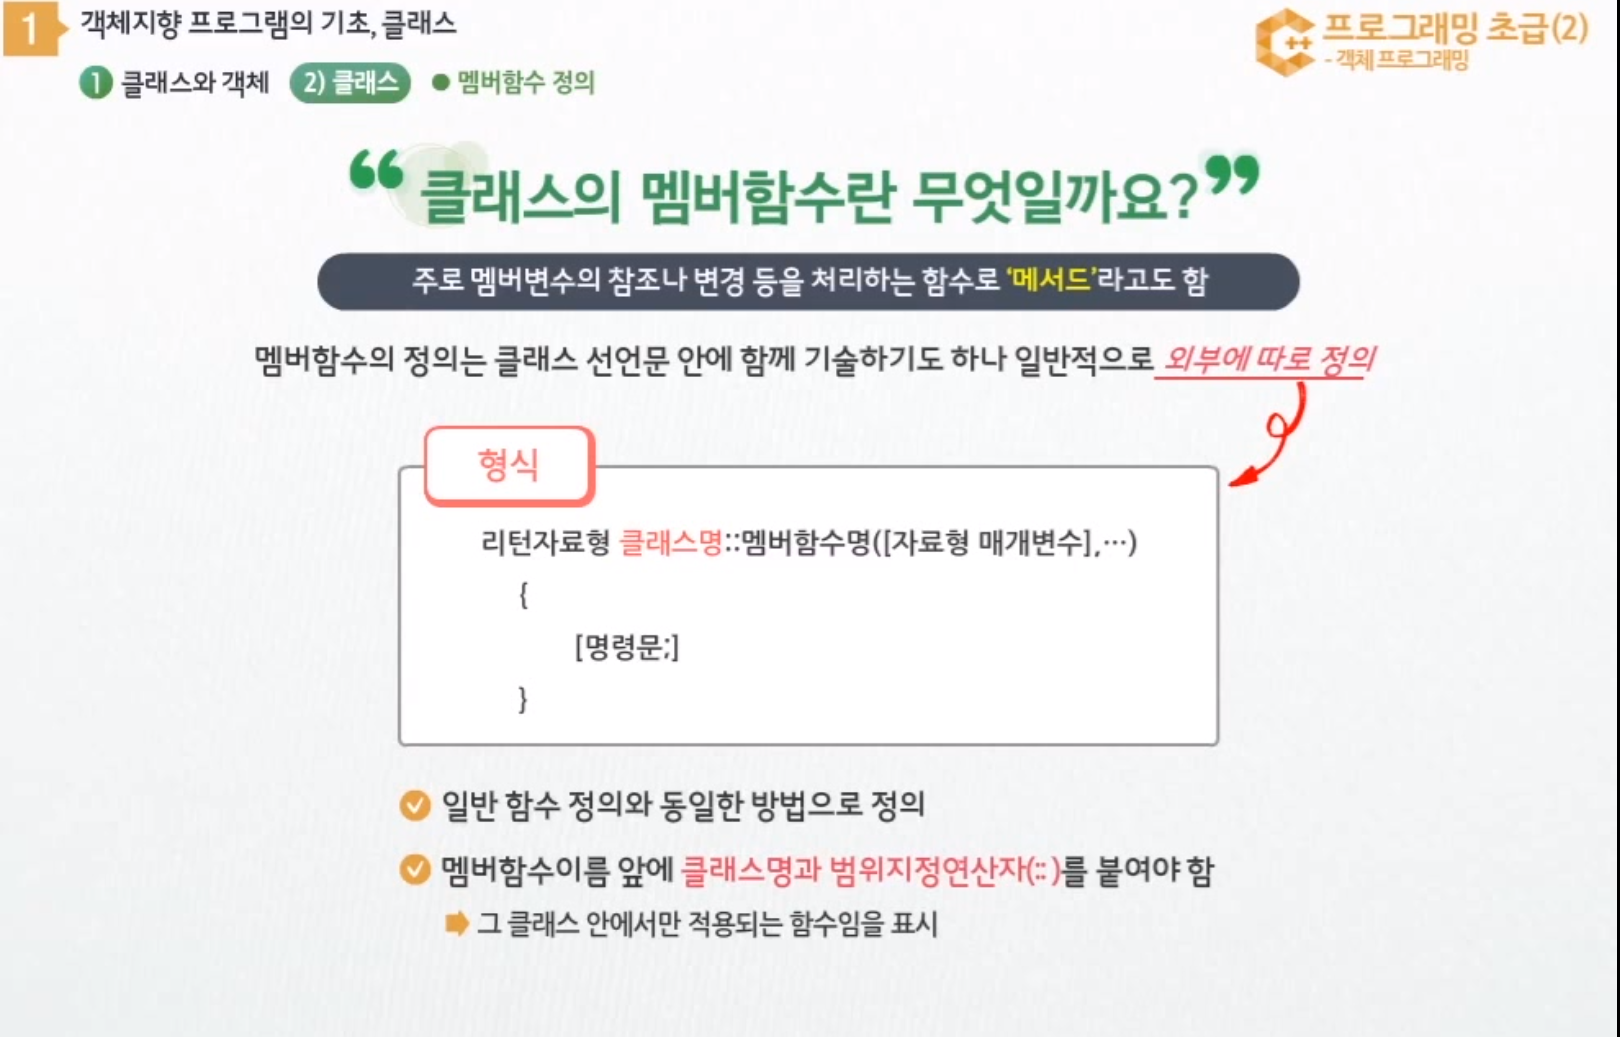 1 객체지향 프로그램의 기초, 클래스
C++ 프로그래밍 초급(2)
- 객체 프로그래밍
1 클래스와 객체 2) 클래스 ● 멤버함수 정의
“클래스의 멤버함수란 무엇일까요?”
주로 멤버변수의 참조나 변경 등을 처리하는 함수로 ‘메서드’라고도 함
멤버함수의 정의는 클래스 선언문 안에 함께 기술하기도 하나 일반적으로 외부에 따로 정의
형식
리턴자료형 클래스명::멤버함수명([자료형 매개변수],…)
{
[명령문;]
}
일반 함수 정의와 동일한 방법으로 정의
멤버함수이름 앞에 클래스명과 범위지정연산자(::)를 붙여야 함
그 클래스 안에서만 적용되는 함수임을 표시